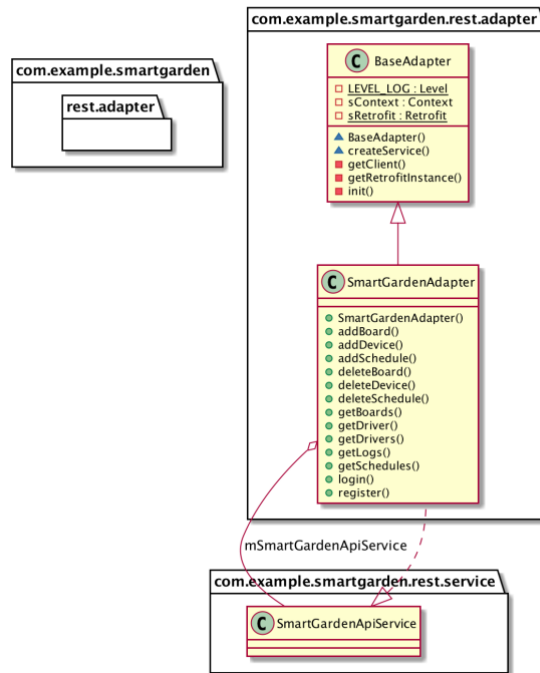 com.example.smartgarden.rest.adapter
C BaseAdapter
LEVEL_LOG : Level
sContext : Context
sRetrofit : Retrofit
BaseAdapter()
createService()
getClient()
getRetrofitInstance()
init()
com.example.smartgarden
rest.adapter
C SmartGardenAdapter
SmartGardenAdapter()
addBoard()
addDevice()
addSchedule()
deleteBoard()
deleteDevice()
deleteSchedule()
getBoards()
getDriver()
getDrivers()
getLogs()
getSchedules()
login()
register()
mSmartGardenApiService
com.example.smartgarden.rest.service
C SmartGardenApiService